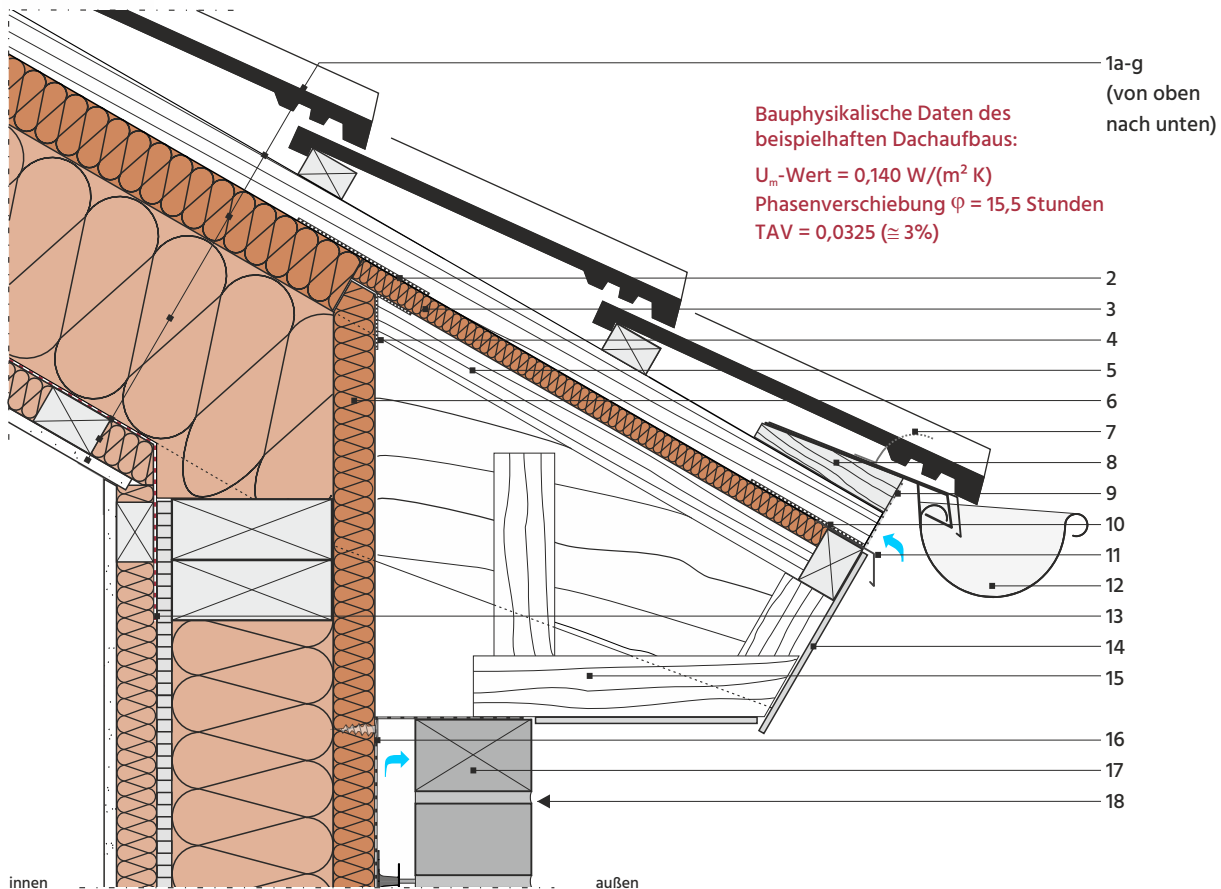 1a-g
(von oben
nach unten)
Bauphysikalische Daten des
beispielhaften Dachaufbaus:
Uₘ-Wert = 0,140 W/(m² K)
Phasenverschiebung φ = 15,5 Stunden
TAV = 0,0325 (≅ 3%)
2
3
4
5
6
7
8
9
10
11
12
13
14
15
16
17
18
innen
außen